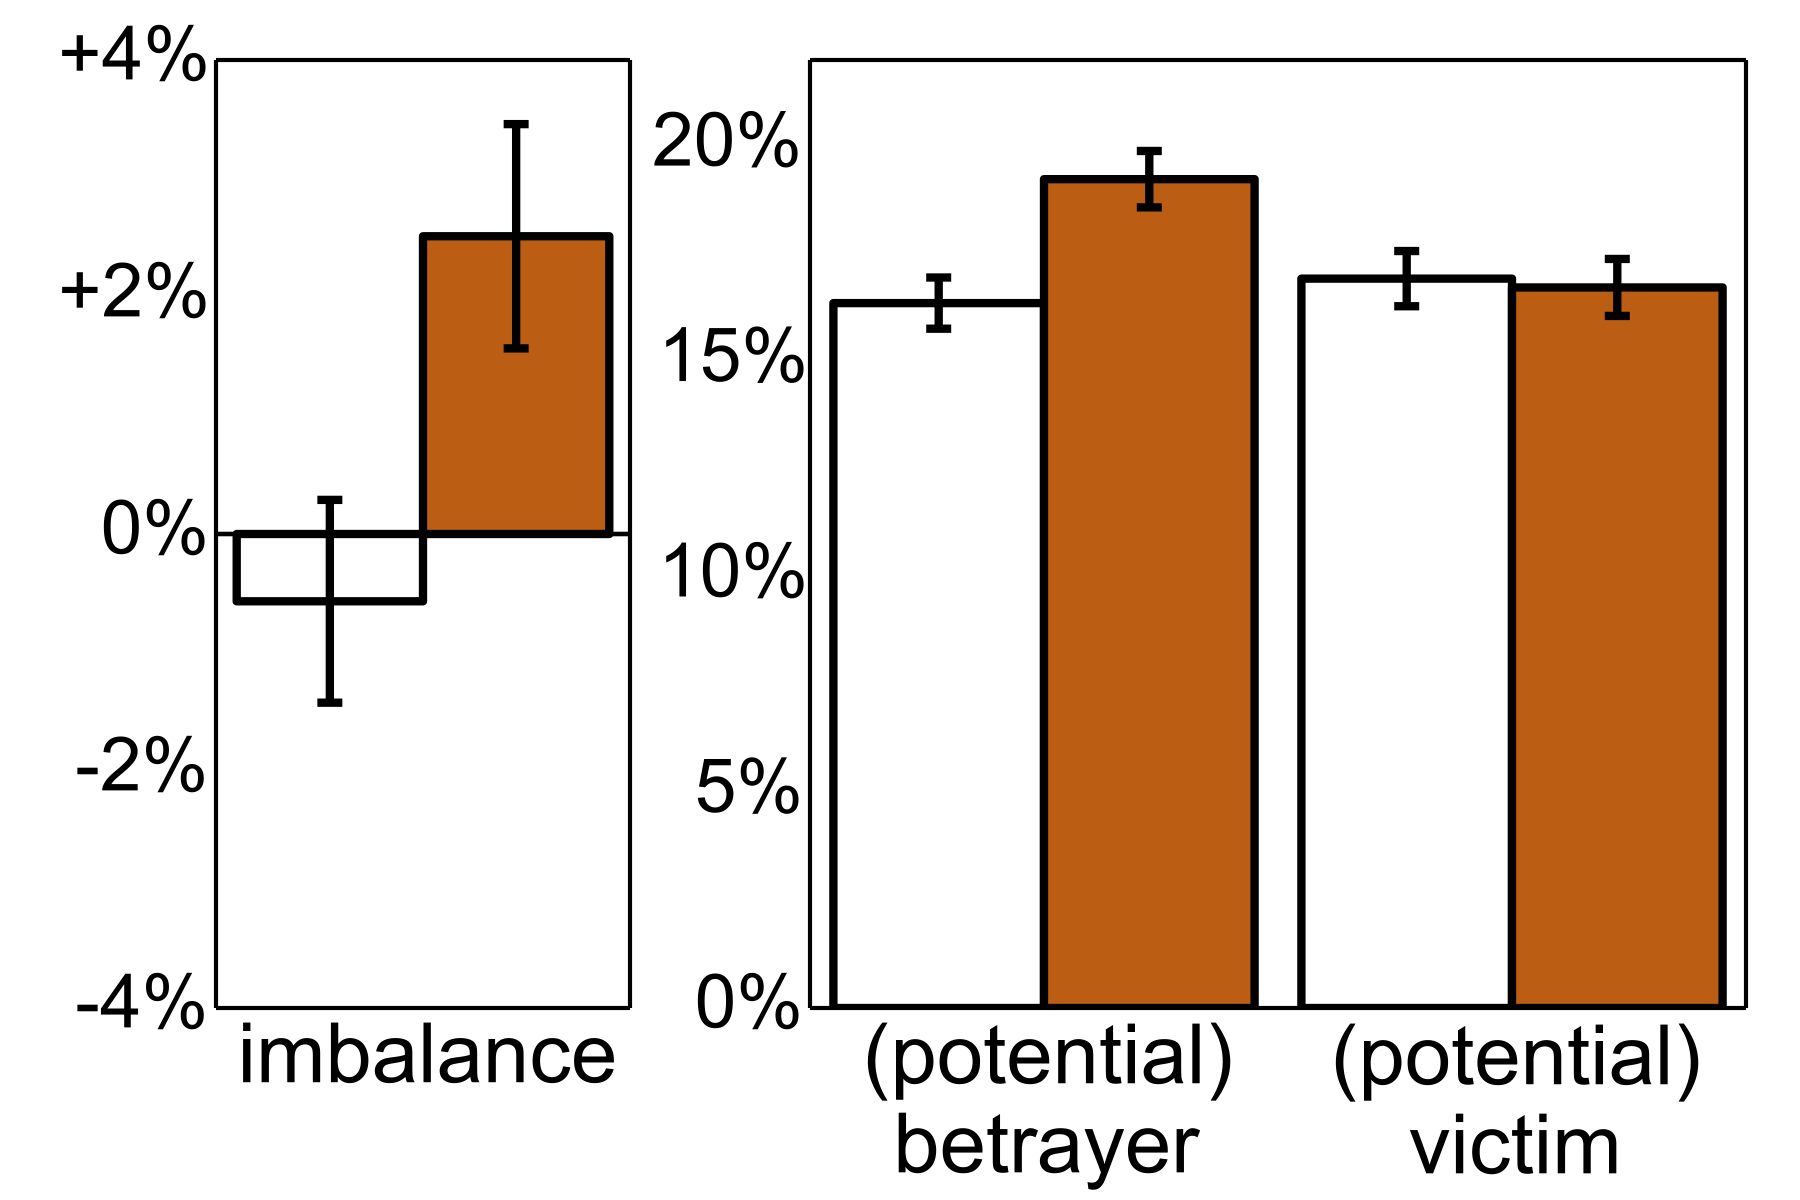 +4%
+2%
0%
-2%
-4%
imbalance
20%
15%
10%
5%
0%
(potential)
betrayer
(potential)
victim